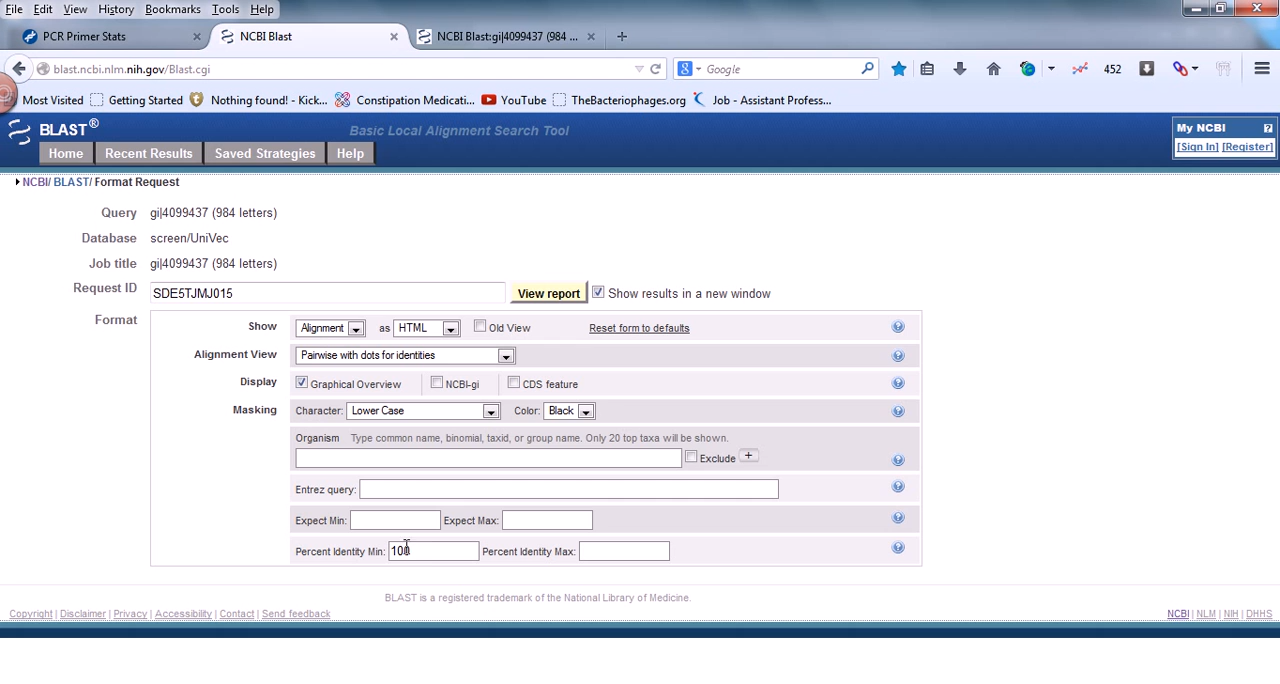 File Edit View History Bookmarks Tools Help
PCR Primer Stats × NCBI Blast × NCBI Blast:gi|4099437 (984 ... × +
blast.ncbi.nlm.nih.gov/Blast.cgi Google 452
Most Visited Getting Started Nothing found! - Kick... Constipation Medicati... YouTube TheBacteriophages.org Job - Assistant Profess...
BLAST® Basic Local Alignment Search Tool My NCBI ?
[Sign In] [Register]
Home Recent Results Saved Strategies Help
NCBI/ BLAST/ Format Request
Query gi|4099437 (984 letters)
Database screen/UniVec
Job title gi|4099437 (984 letters)
Request ID SDE5TJMJ015 View report Show results in a new window
Format Show Alignment as HTML Old View Reset form to defaults ?
Alignment View Pairwise with dots for identities ?
Display Graphical Overview NCBI-gi CDS feature ?
Masking Character: Lower Case Color: Black ?
Organism Type common name, binomial, taxid, or group name. Only 20 top taxa will be shown.
Exclude + ?
Entrez query: ?
Expect Min: Expect Max: ?
Percent Identity Min: 100 Percent Identity Max: ?
BLAST is a registered trademark of the National Library of Medicine.
Copyright | Disclaimer | Privacy | Accessibility | Contact | Send feedback NCBI | NLM | NIH | DHHS